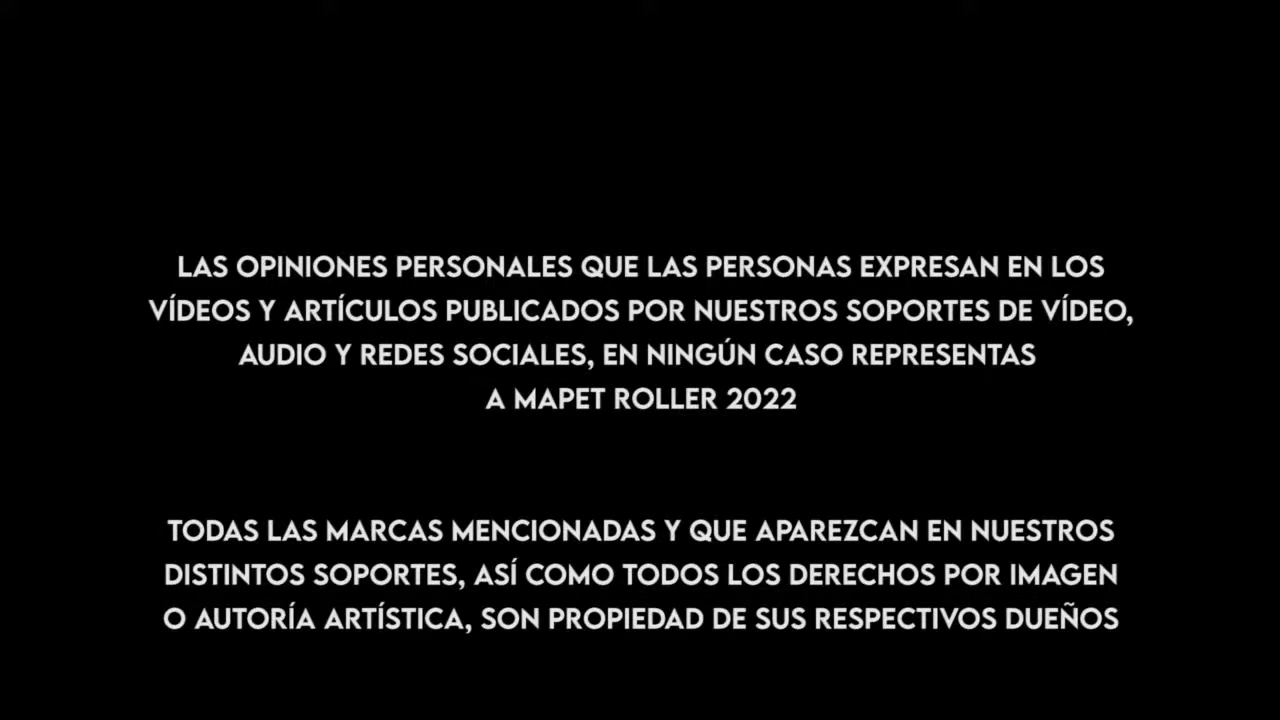 LAS OPINIONES PERSONALES QUE LAS PERSONAS EXPRESAN EN LOS
VÍDEOS Y ARTÍCULOS PUBLICADOS POR NUESTROS SOPORTES DE VÍDEO,
AUDIO Y REDES SOCIALES, EN NINGÚN CASO REPRESENTAS
A MAPET ROLLER 2022
TODAS LAS MARCAS MENCIONADAS Y QUE APAREZCAN EN NUESTROS
DISTINTOS SOPORTES, ASÍ COMO TODOS LOS DERECHOS POR IMAGEN
O AUTORÍA ARTÍSTICA, SON PROPIEDAD DE SUS RESPECTIVOS DUEÑOS